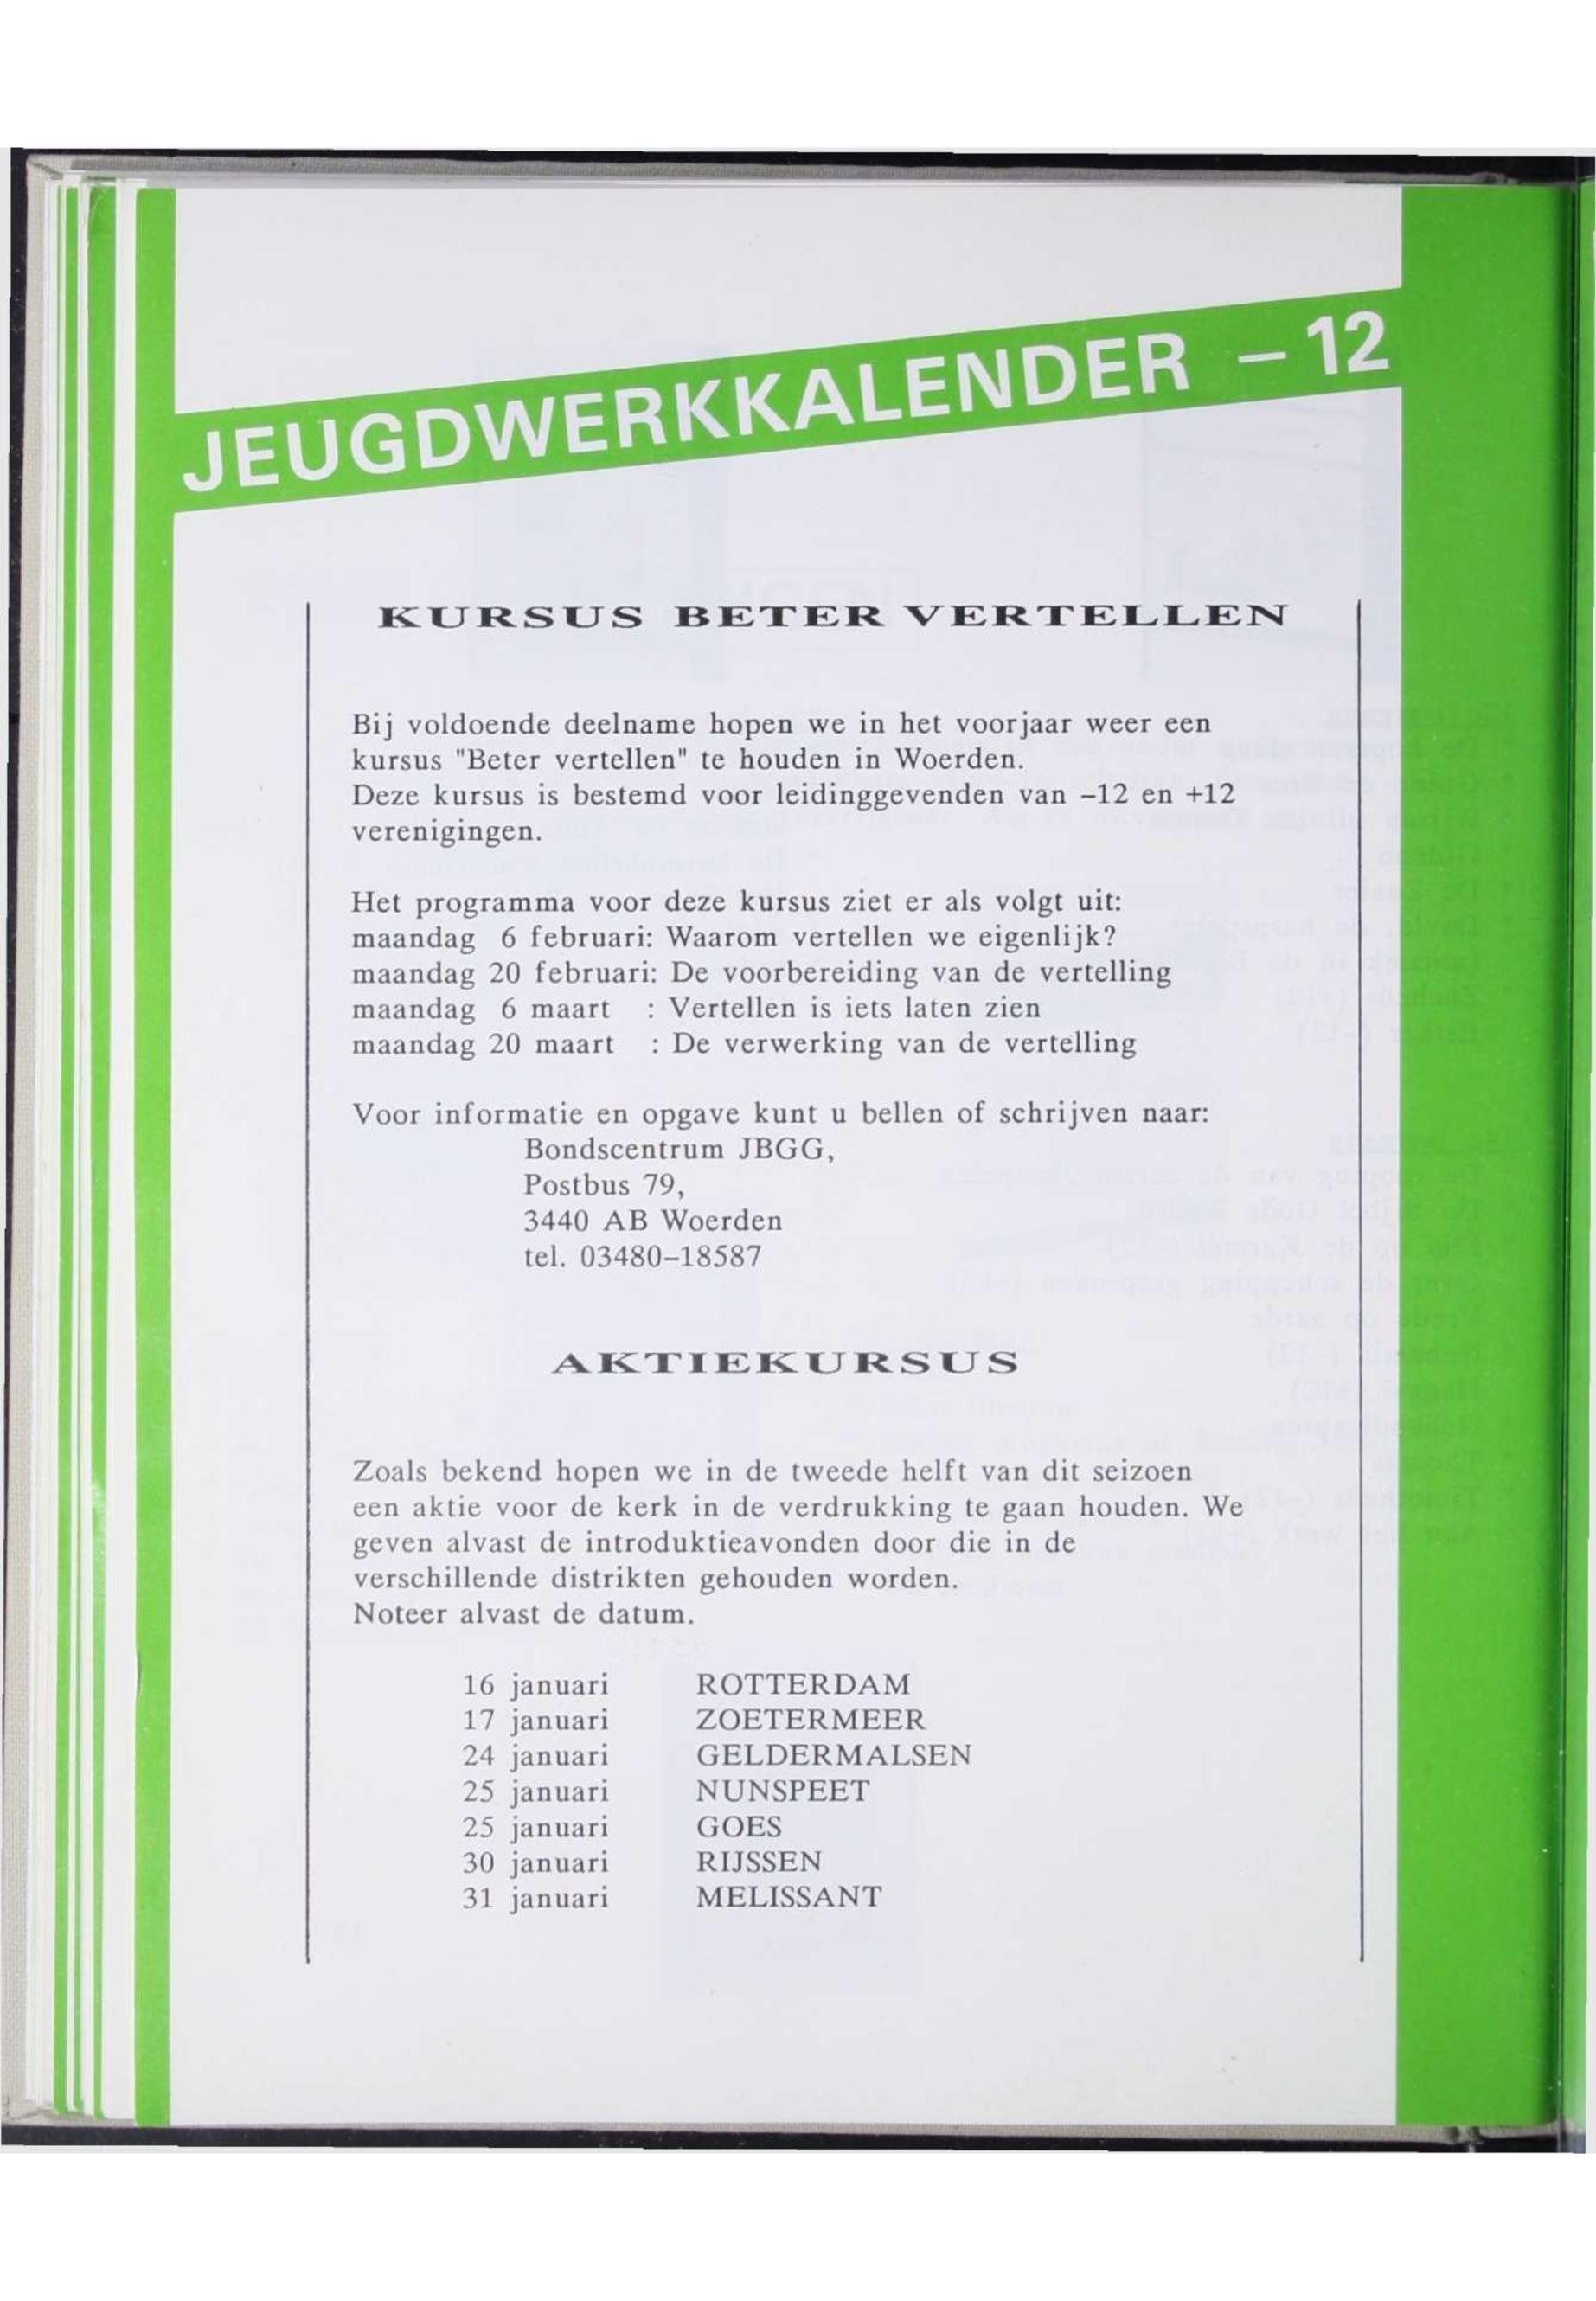 JEUGDWERKKALENDER – 12
KURSUS BETER VERTELLEN
Bij voldoende deelname hopen we in het voorjaar weer een
kursus "Beter vertellen" te houden in Woerden.
Deze kursus is bestemd voor leidinggevenden van –12 en +12
verenigingen.
Het programma voor deze kursus ziet er als volgt uit:
maandag 6 februari: Waarom vertellen we eigenlijk?
maandag 20 februari: De voorbereiding van de vertelling
maandag 6 maart : Vertellen is iets laten zien
maandag 20 maart : De verwerking van de vertelling
Voor informatie en opgave kunt u bellen of schrijven naar:
Bondscentrum JBGG,
Postbus 79,
3440 AB Woerden
tel. 03480–18587
AKTIEKURSUS
Zoals bekend hopen we in de tweede helft van dit seizoen
een aktie voor de kerk in de verdrukking te gaan houden. We
geven alvast de introduktieavonden door die in de
verschillende distrikten gehouden worden.
Noteer alvast de datum.
16 januari ROTTERDAM
17 januari ZOETERMEER
24 januari GELDERMALSEN
25 januari NUNSPEET
25 januari GOES
30 januari RIJSSEN
31 januari MELISSANT